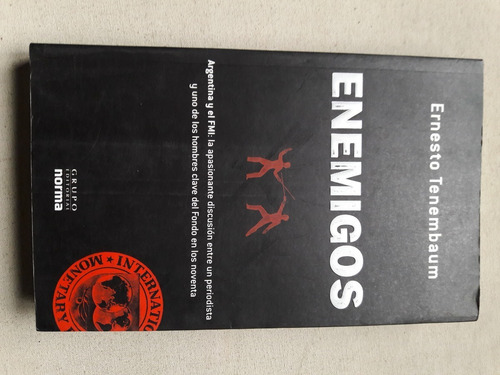 Ernesto Tenembaum
ENEMIGOS
Argentina y el FMI: la apasionante discusión entre un periodista
y uno de los hombres clave del Fondo en los noventa
GRUPO
EDITORIAL
norma
INTERNATIO
MONETARY